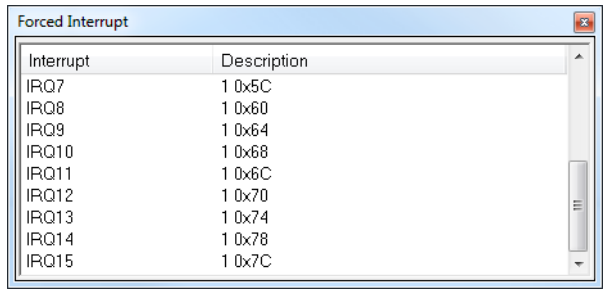 Forced Interrupt
Interrupt Description
IRQ7 1 0x5C
IRQ8 1 0x60
IRQ9 1 0x64
IRQ10 1 0x68
IRQ11 1 0x6C
IRQ12 1 0x70
IRQ13 1 0x74
IRQ14 1 0x78
IRQ15 1 0x7C